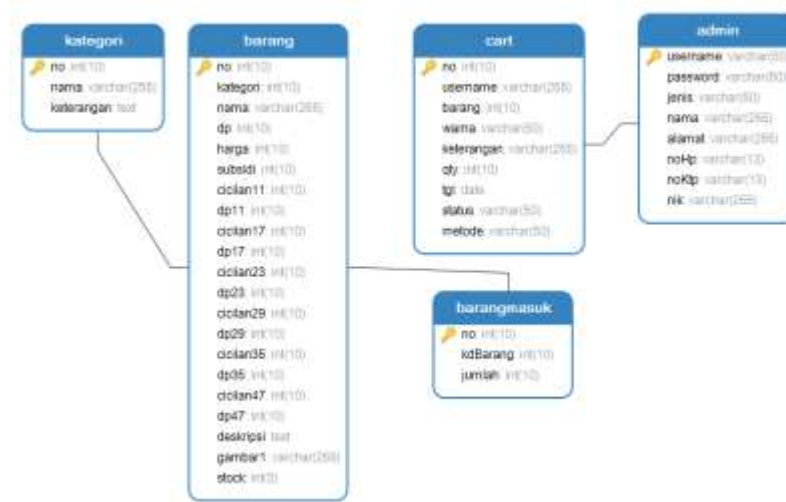 kategori
no int(10)
nama varchar(255)
keterangan text
barang
no int(10)
kategori int(10)
nama varchar(255)
dp int(10)
harga int(10)
subsidi int(10)
cicilan11 int(10)
dp11 int(10)
cicilan17 int(10)
dp17 int(10)
cicilan23 int(10)
dp23 int(10)
cicilan29 int(10)
dp29 int(10)
cicilan35 int(10)
dp35 int(10)
cicilan47 int(10)
dp47 int(10)
deskripsi text
gambar1 varchar(255)
stock
cart
no int(10)
username varchar(255)
barang int(10)
warna varchar(50)
keterangan varchar(255)
qty int(10)
tgl date
status varchar(50)
metode varchar(50)
barangmasuk
no int(10)
kdBarang int(10)
jumlah int(10)
admin
username varchar(50)
password varchar(50)
jenis varchar(50)
nama varchar(255)
alamat varchar(255)
noHp varchar(13)
noKtp varchar(13)
nik varchar(255)